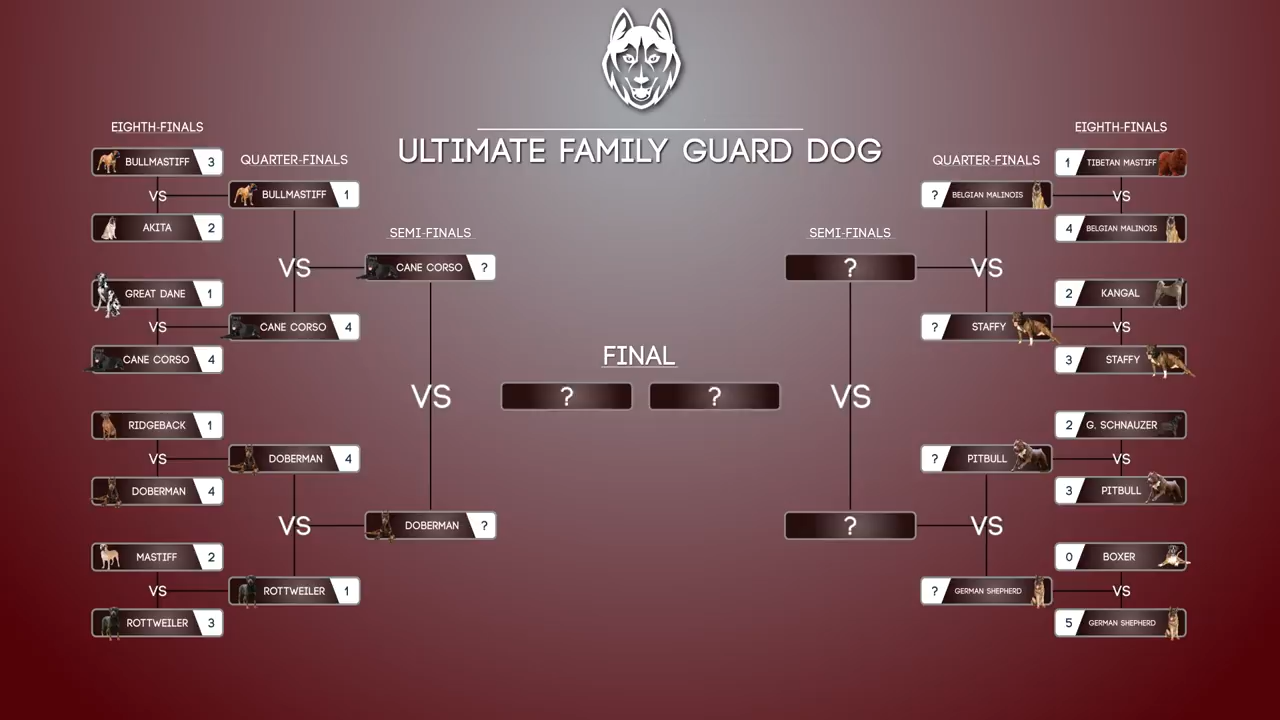 ULTIMATE FAMILY GUARD DOG
EIGHTH-FINALS
BULLMASTIFF 3
VS
AKITA 2
GREAT DANE 1
VS
CANE CORSO 4
RIDGEBACK 1
VS
DOBERMAN 4
MASTIFF 2
VS
ROTTWEILER 3
QUARTER-FINALS
BULLMASTIFF 1
VS
CANE CORSO 4
DOBERMAN 4
VS
ROTTWEILER 1
SEMI-FINALS
CANE CORSO ?
VS
DOBERMAN ?
FINAL
? ?
SEMI-FINALS
?
VS
?
QUARTER-FINALS
? BELGIAN MALINOIS
VS
? STAFFY
? PITBULL
VS
? GERMAN SHEPHERD
EIGHTH-FINALS
1 TIBETAN MASTIFF
VS
4 BELGIAN MALINOIS
2 KANGAL
VS
3 STAFFY
2 G. SCHNAUZER
VS
3 PITBULL
0 BOXER
VS
5 GERMAN SHEPHERD